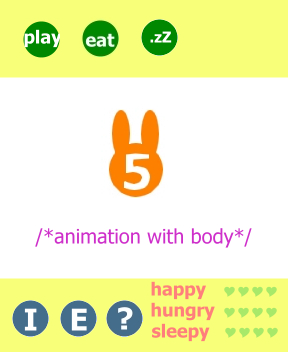 play eat .zZ
5
/*animation with body*/
I E ?
happy
hungry
sleepy